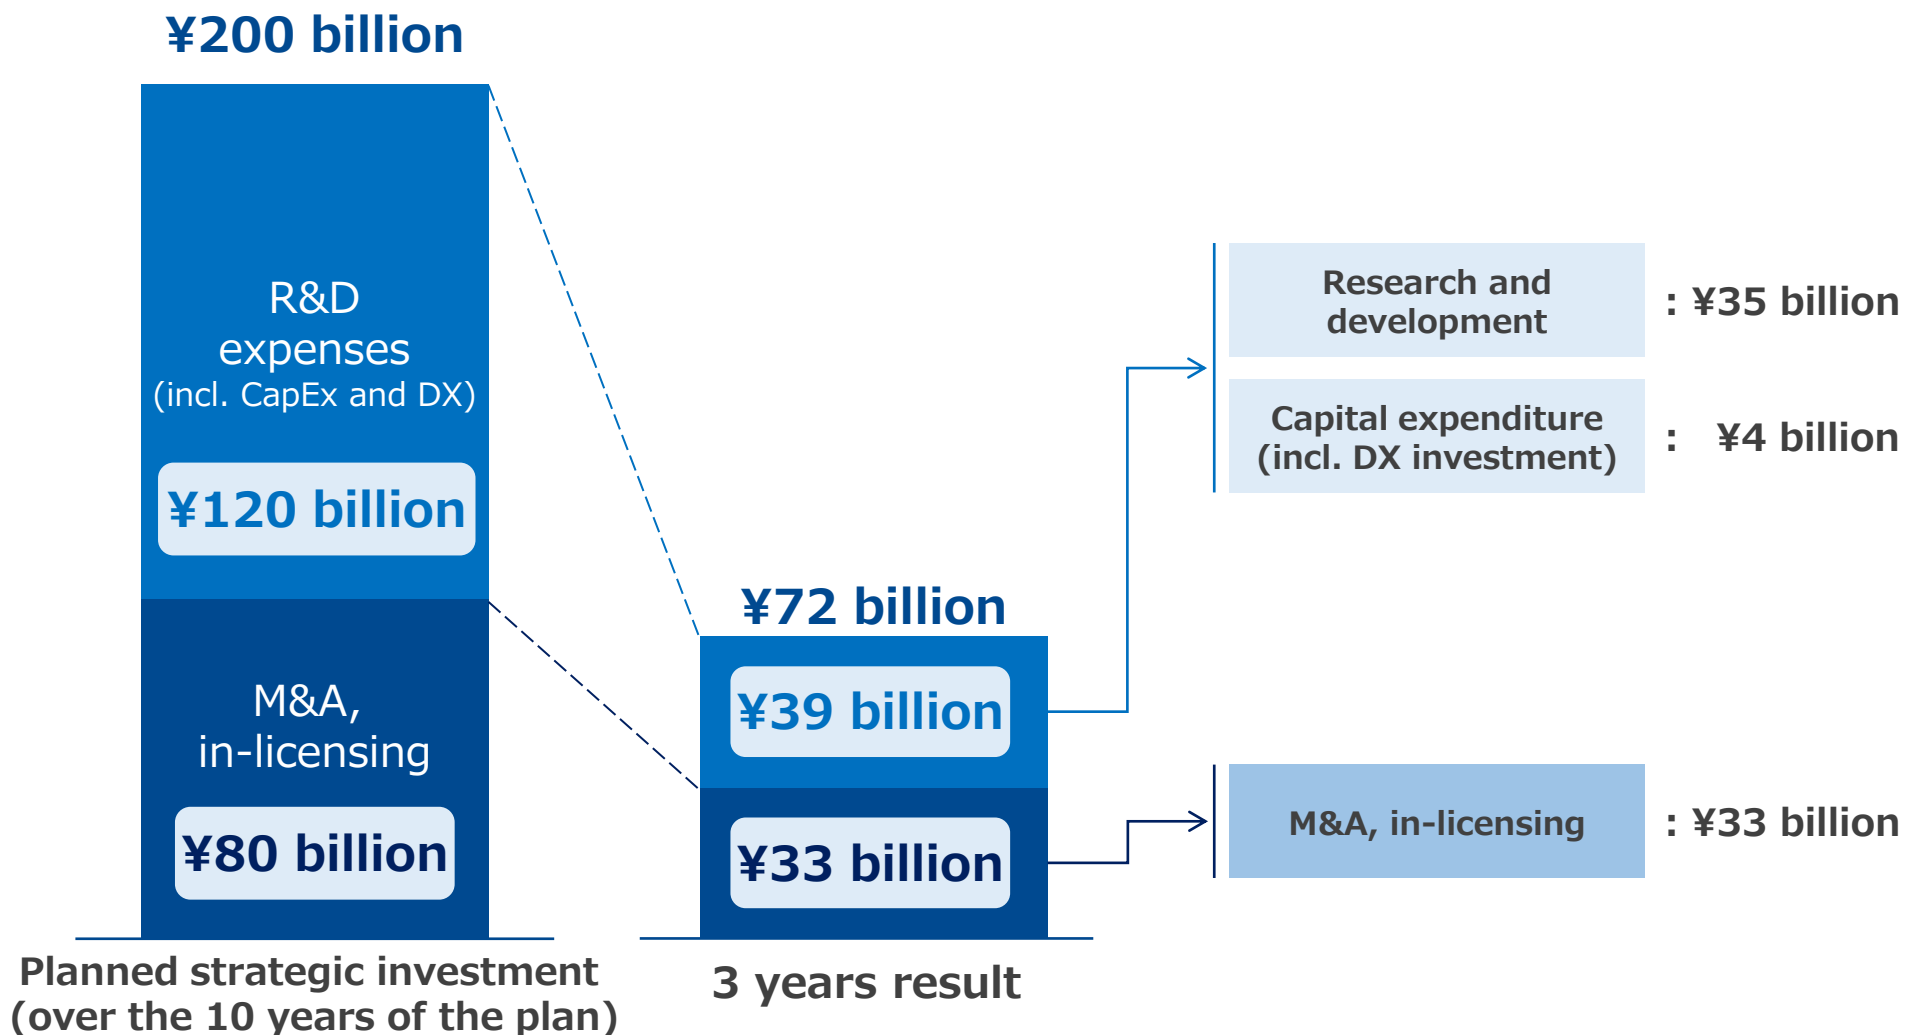 ¥200 billion
R&D
expenses
(incl. CapEx and DX)
¥120 billion
M&A,
in-licensing
¥80 billion
Planned strategic investment
(over the 10 years of the plan)
¥72 billion
¥39 billion
¥33 billion
3 years result
Research and
development
: ¥35 billion
Capital expenditure
(incl. DX investment)
: ¥4 billion
M&A, in-licensing
: ¥33 billion